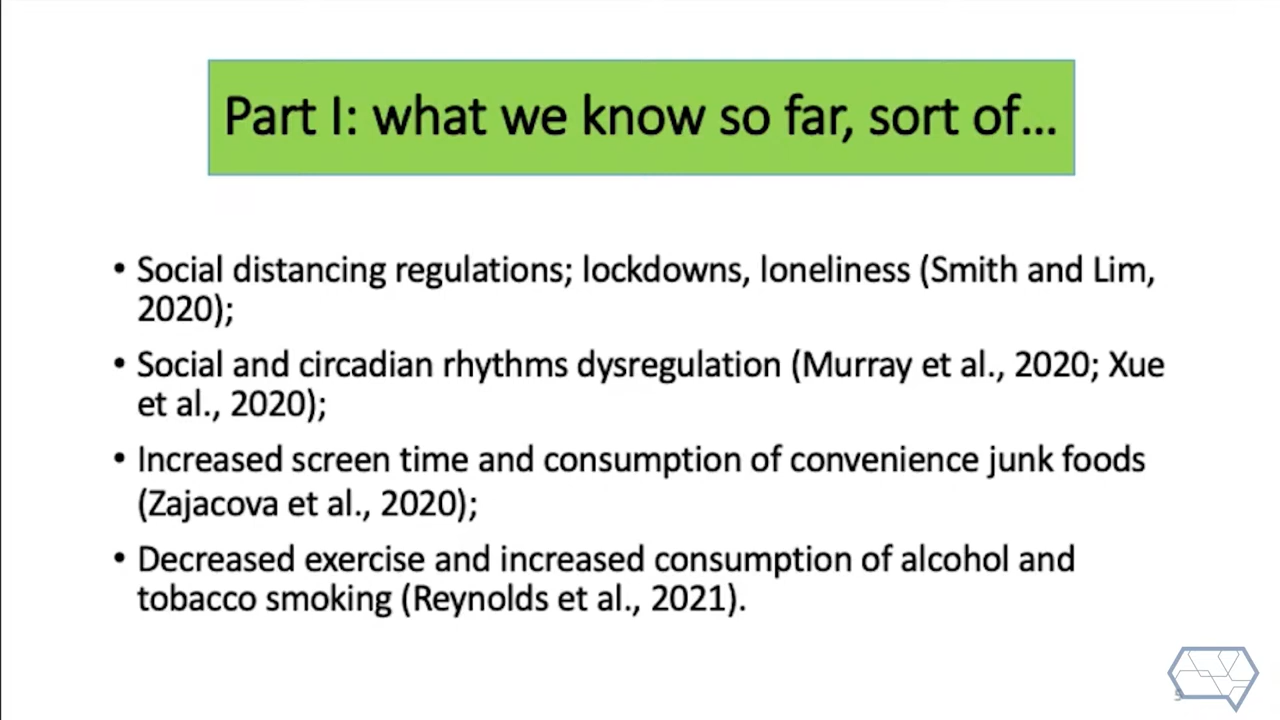 Part I: what we know so far, sort of...
• Social distancing regulations; lockdowns, loneliness (Smith and Lim,
2020);
• Social and circadian rhythms dysregulation (Murray et al., 2020; Xue
et al., 2020);
• Increased screen time and consumption of convenience junk foods
(Zajacova et al., 2020);
• Decreased exercise and increased consumption of alcohol and
tobacco smoking (Reynolds et al., 2021).